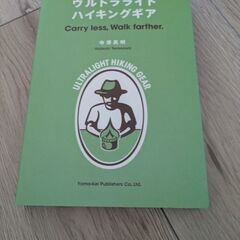 ウルトラライト
ハイキングギア
Carry less, Walk farther.
ULTRALIGHT HIKING GEAR
Yama-Kei Publishers Co., Ltd.